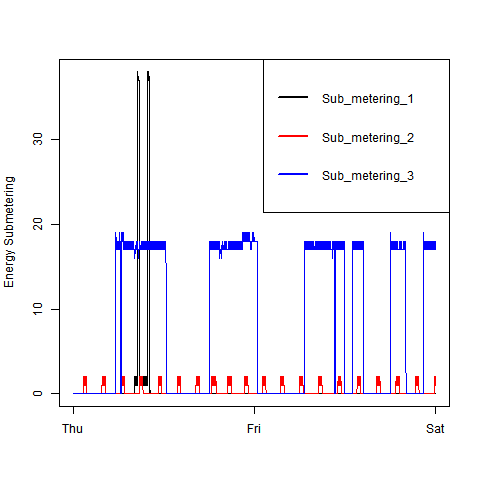 Sub_metering_1
Sub_metering_2
Sub_metering_3
Energy Submetering
30
20
10
0
Thu Fri Sat